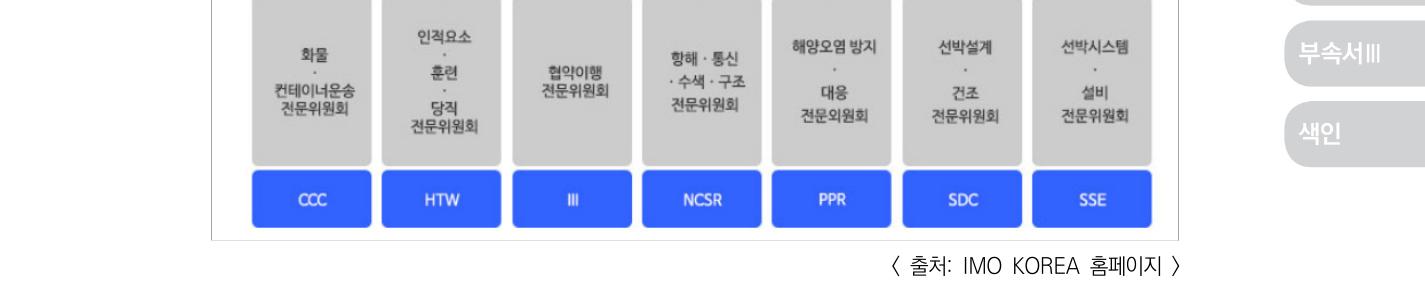 화물
·
컨테이너운송
전문위원회
인적요소
·
훈련
·
당직
전문위원회
협약이행
전문위원회
항해 · 통신
· 수색 · 구조
전문위원회
해양오염 방지
·
대응
전문외원회
선박설계
·
건조
전문위원회
선박시스템
·
설비
전문위원회
CCC
HTW
III
NCSR
PPR
SDC
SSE
〈 출처: IMO KOREA 홈페이지 〉
부속서Ⅲ
색인